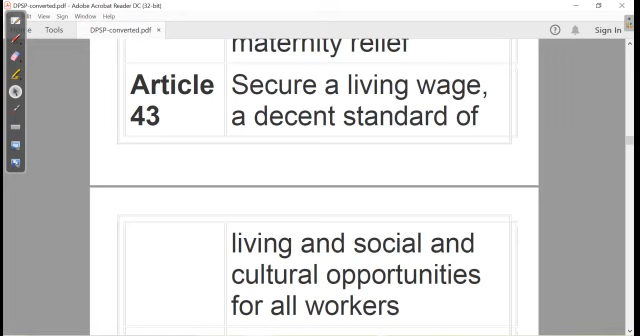 DPSP-converted.pdf - Adobe Acrobat Reader DC (32-bit)
View Sign Window Help
Tools DPSP-converted.pdf × Sign In
maternity relief
Article Secure a living wage,
43 a decent standard of
living and social and
cultural opportunities
for all workers